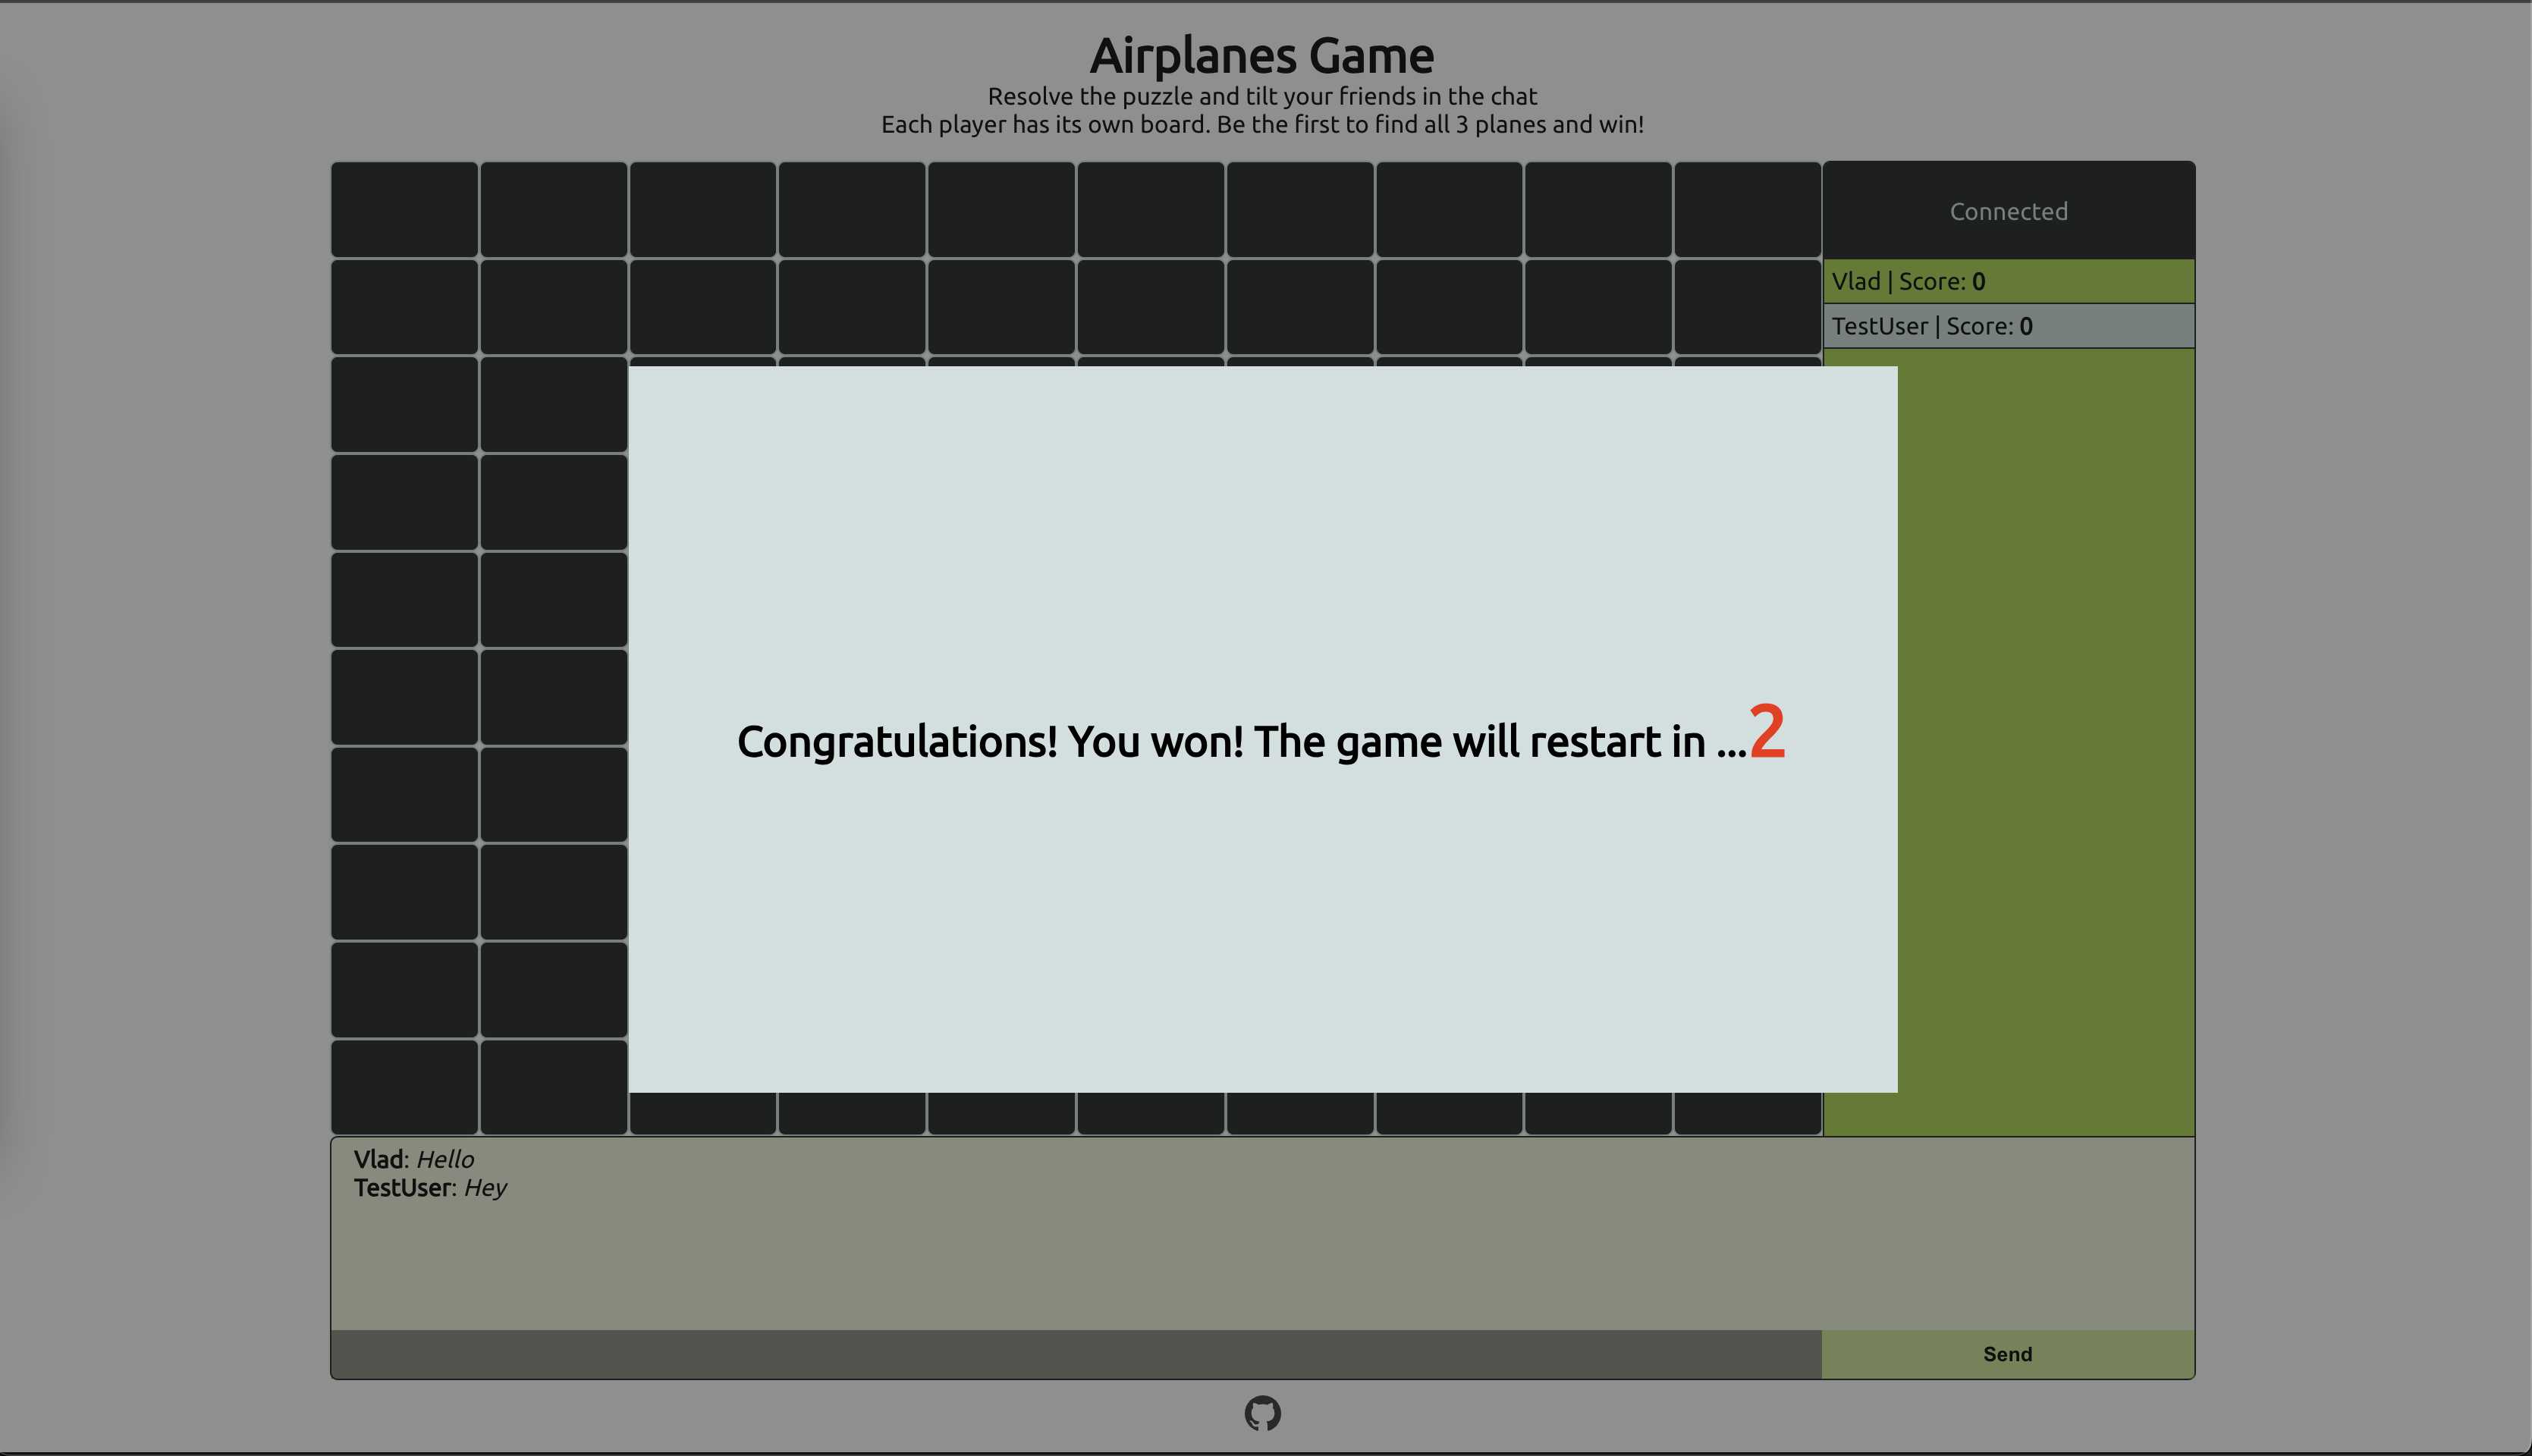 Airplanes Game
Resolve the puzzle and tilt your friends in the chat
Each player has its own board. Be the first to find all 3 planes and win!
Connected
Vlad | Score: 0
TestUser | Score: 0
Congratulations! You won! The game will restart in ...2
Vlad: Hello
TestUser: Hey
Send